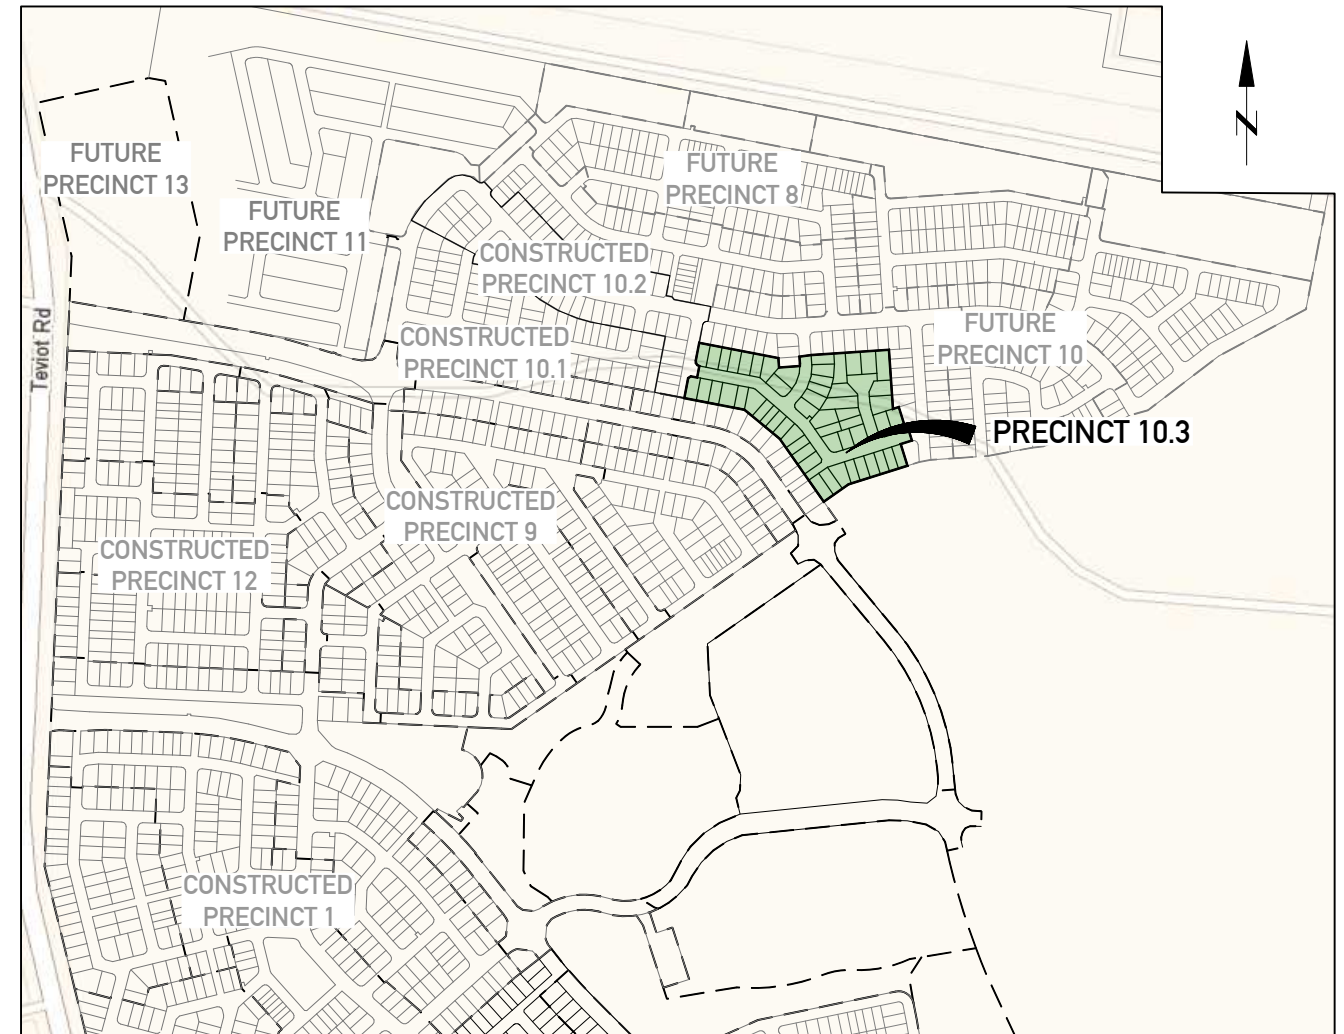 N
FUTURE
PRECINCT 13
FUTURE
PRECINCT 8
FUTURE
PRECINCT 11
CONSTRUCTED
PRECINCT 10.2
CONSTRUCTED
PRECINCT 10.1
FUTURE
PRECINCT 10
Teviot Rd
PRECINCT 10.3
CONSTRUCTED
PRECINCT 9
CONSTRUCTED
PRECINCT 12
CONSTRUCTED
PRECINCT 1